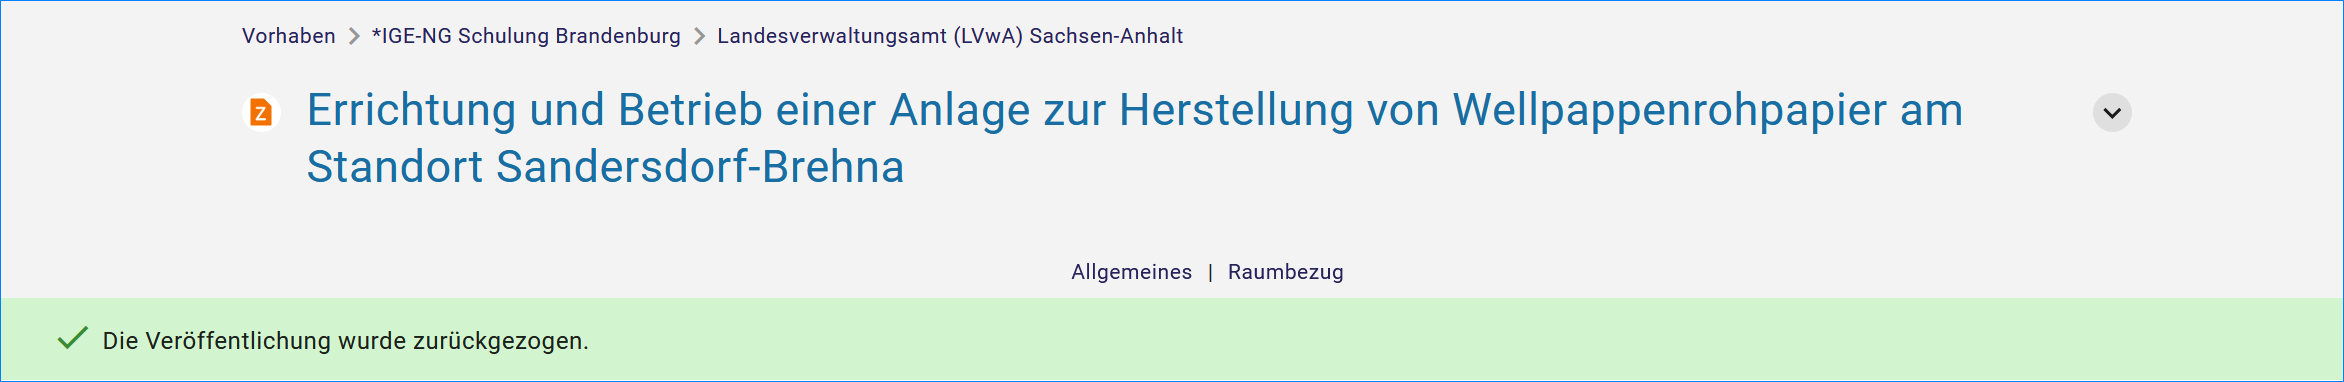 Vorhaben > *IGE-NG Schulung Brandenburg > Landesverwaltungsamt (LVwA) Sachsen-Anhalt
Z Errichtung und Betrieb einer Anlage zur Herstellung von Wellpappenrohpapier am
Standort Sandersdorf-Brehna
Allgemeines | Raumbezug
Die Veröffentlichung wurde zurückgezogen.